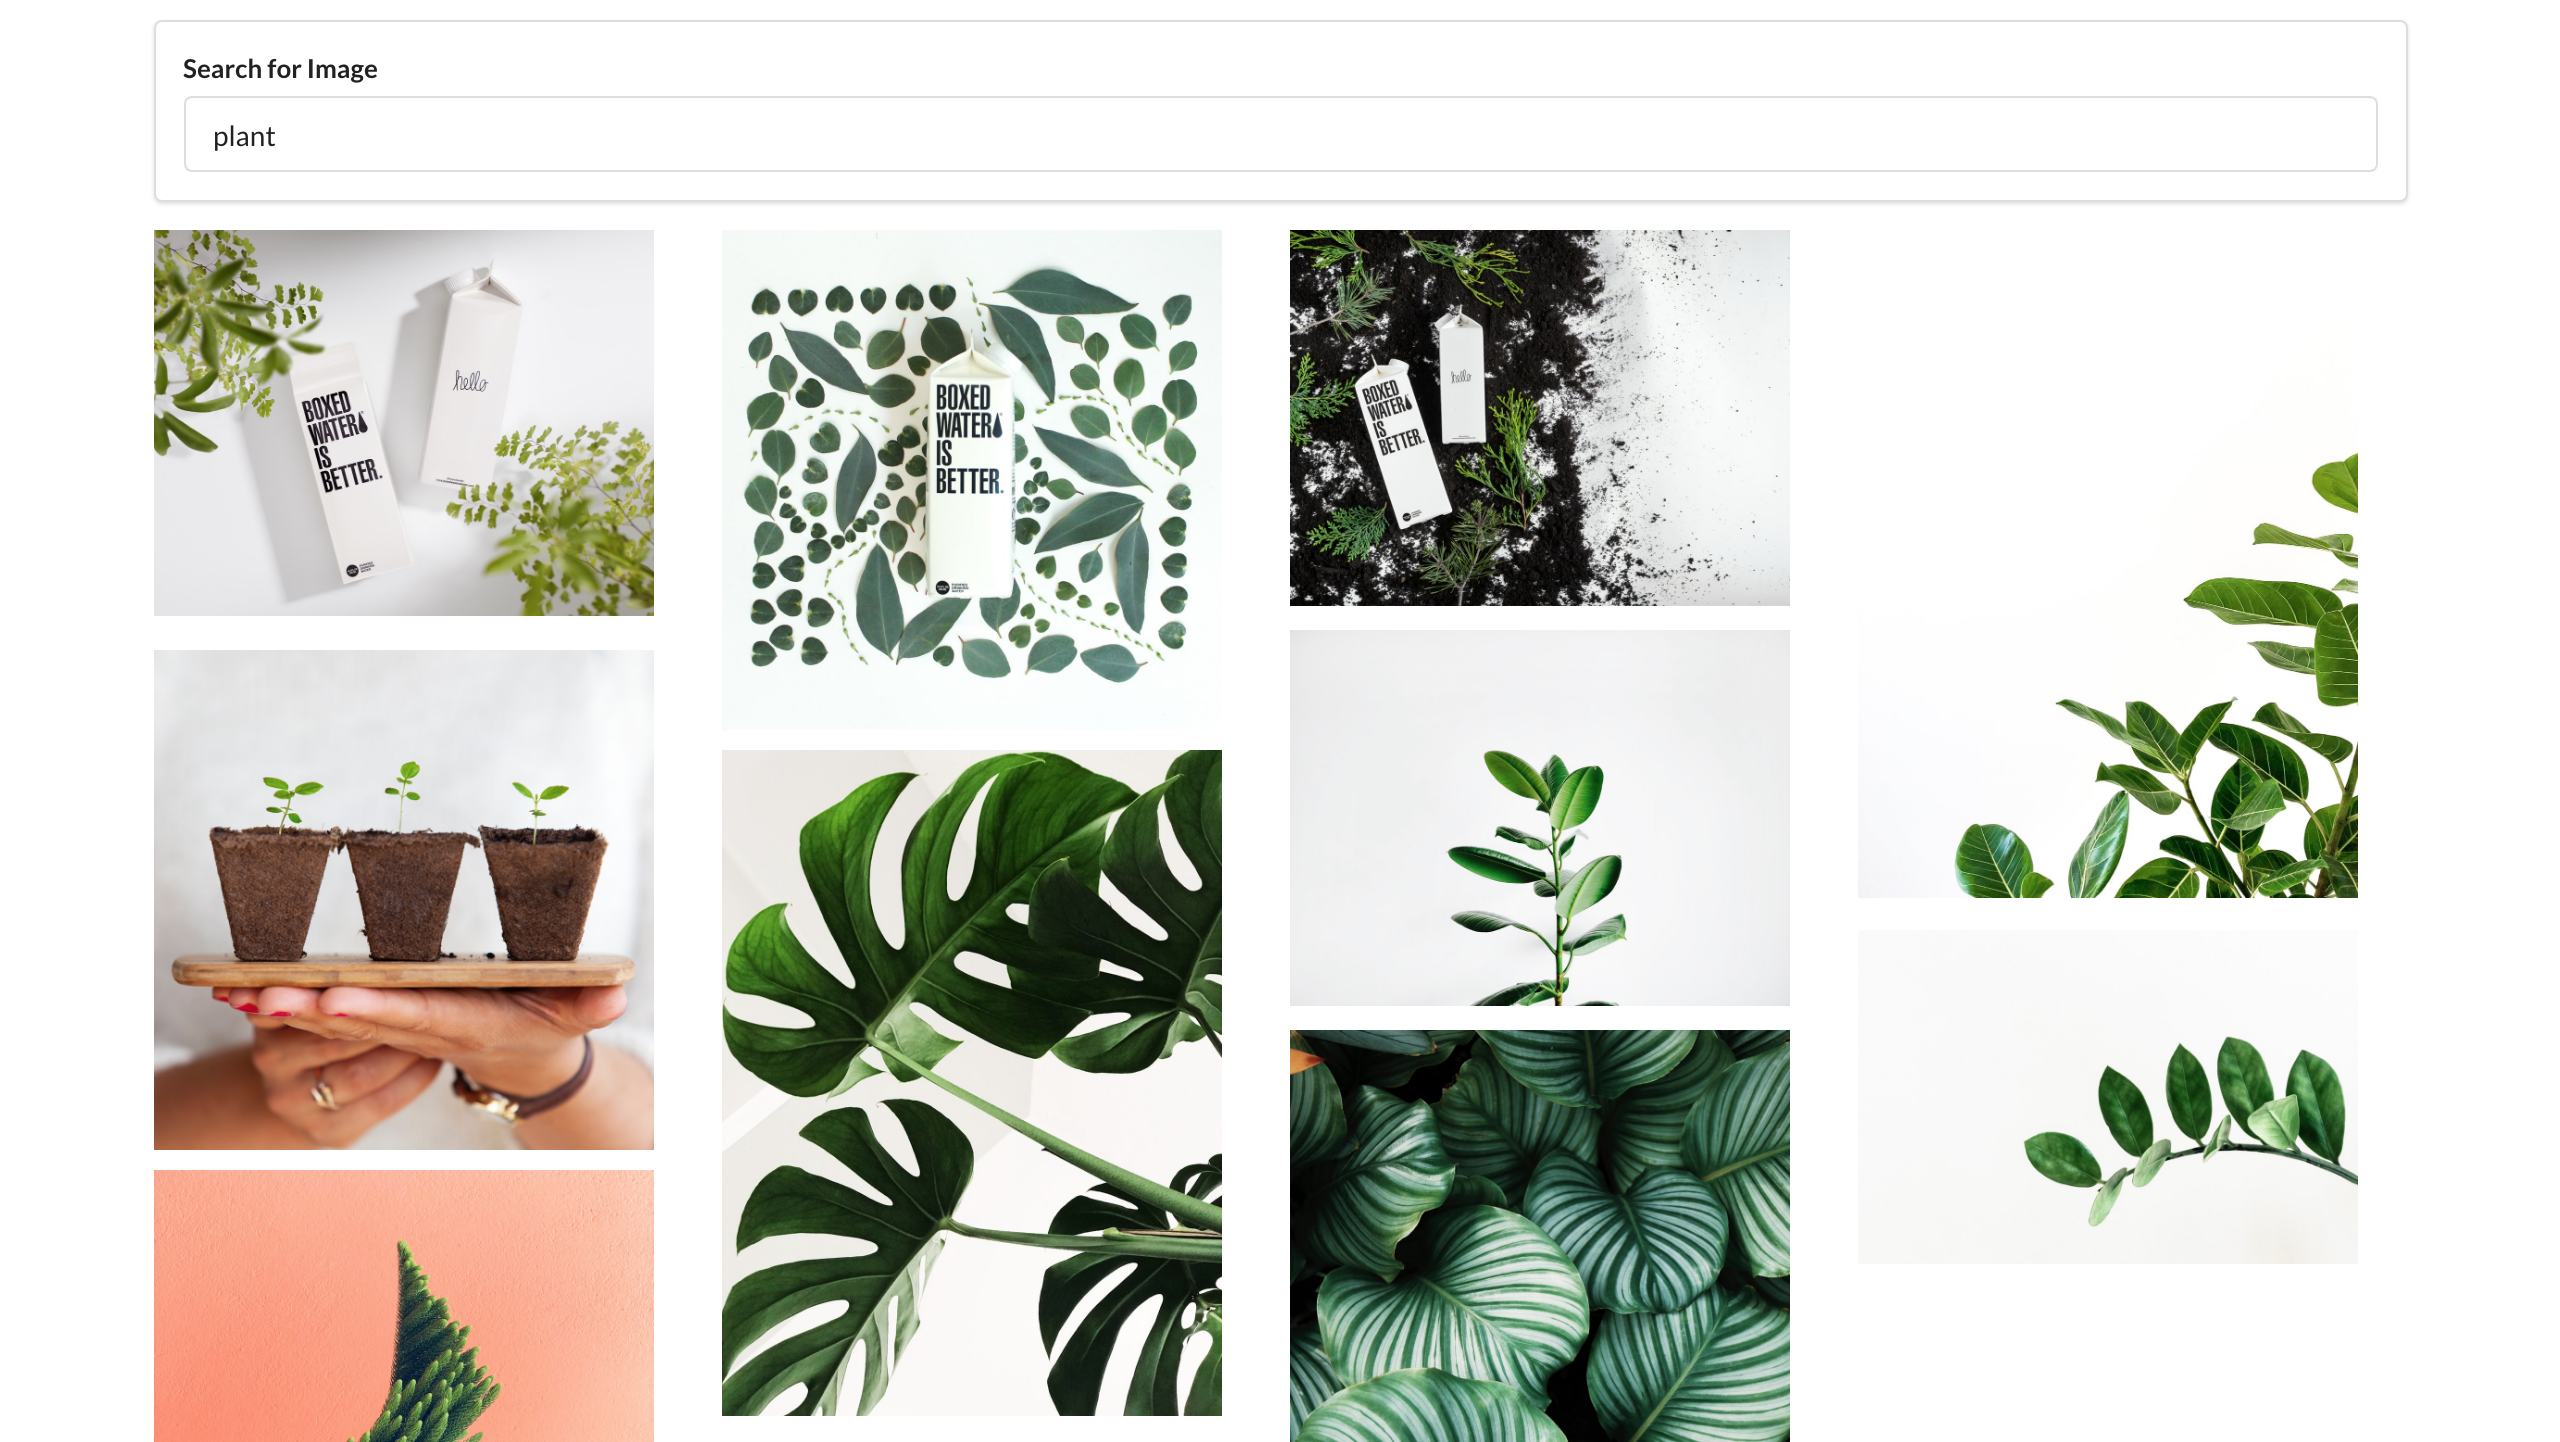 Search for Image
plant
hello
BOXED
WATER
IS
BETTER.
BOXED
WATER
IS
BETTER.
hello
BOXED
WATER
IS
BETTER.